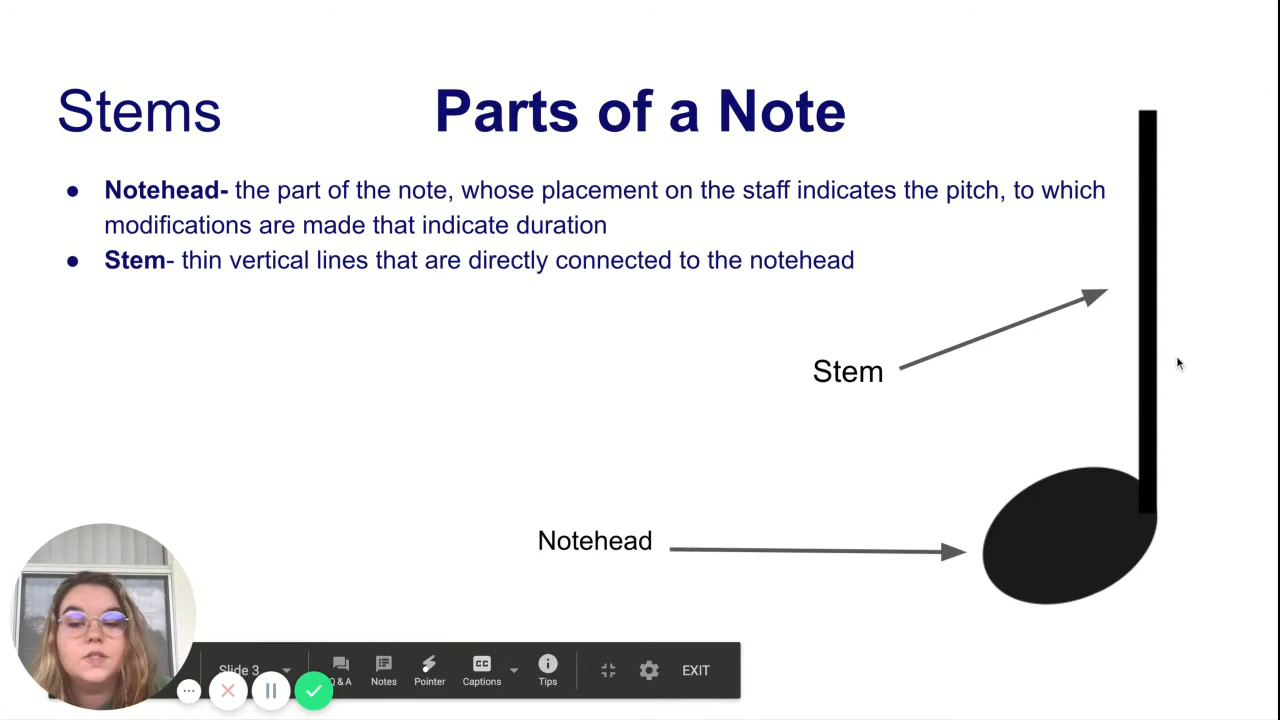 Stems
Parts of a Note
● Notehead- the part of the note, whose placement on the staff indicates the pitch, to which
modifications are made that indicate duration
● Stem- thin vertical lines that are directly connected to the notehead
Stem
Notehead
Slide 3
& A
Notes
Pointer
CC
Captions
Tips
EXIT